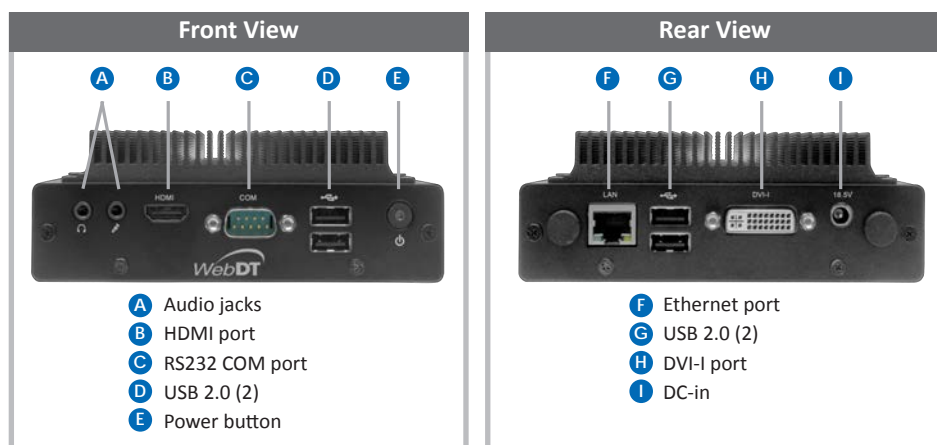 Front View
A B C D E
HDMI COM
WebDT
A Audio jacks
B HDMI port
C RS232 COM port
D USB 2.0 (2)
E Power button
Rear View
F G H I
LAN DVI-I 18.5V
F Ethernet port
G USB 2.0 (2)
H DVI-I port
I DC-in